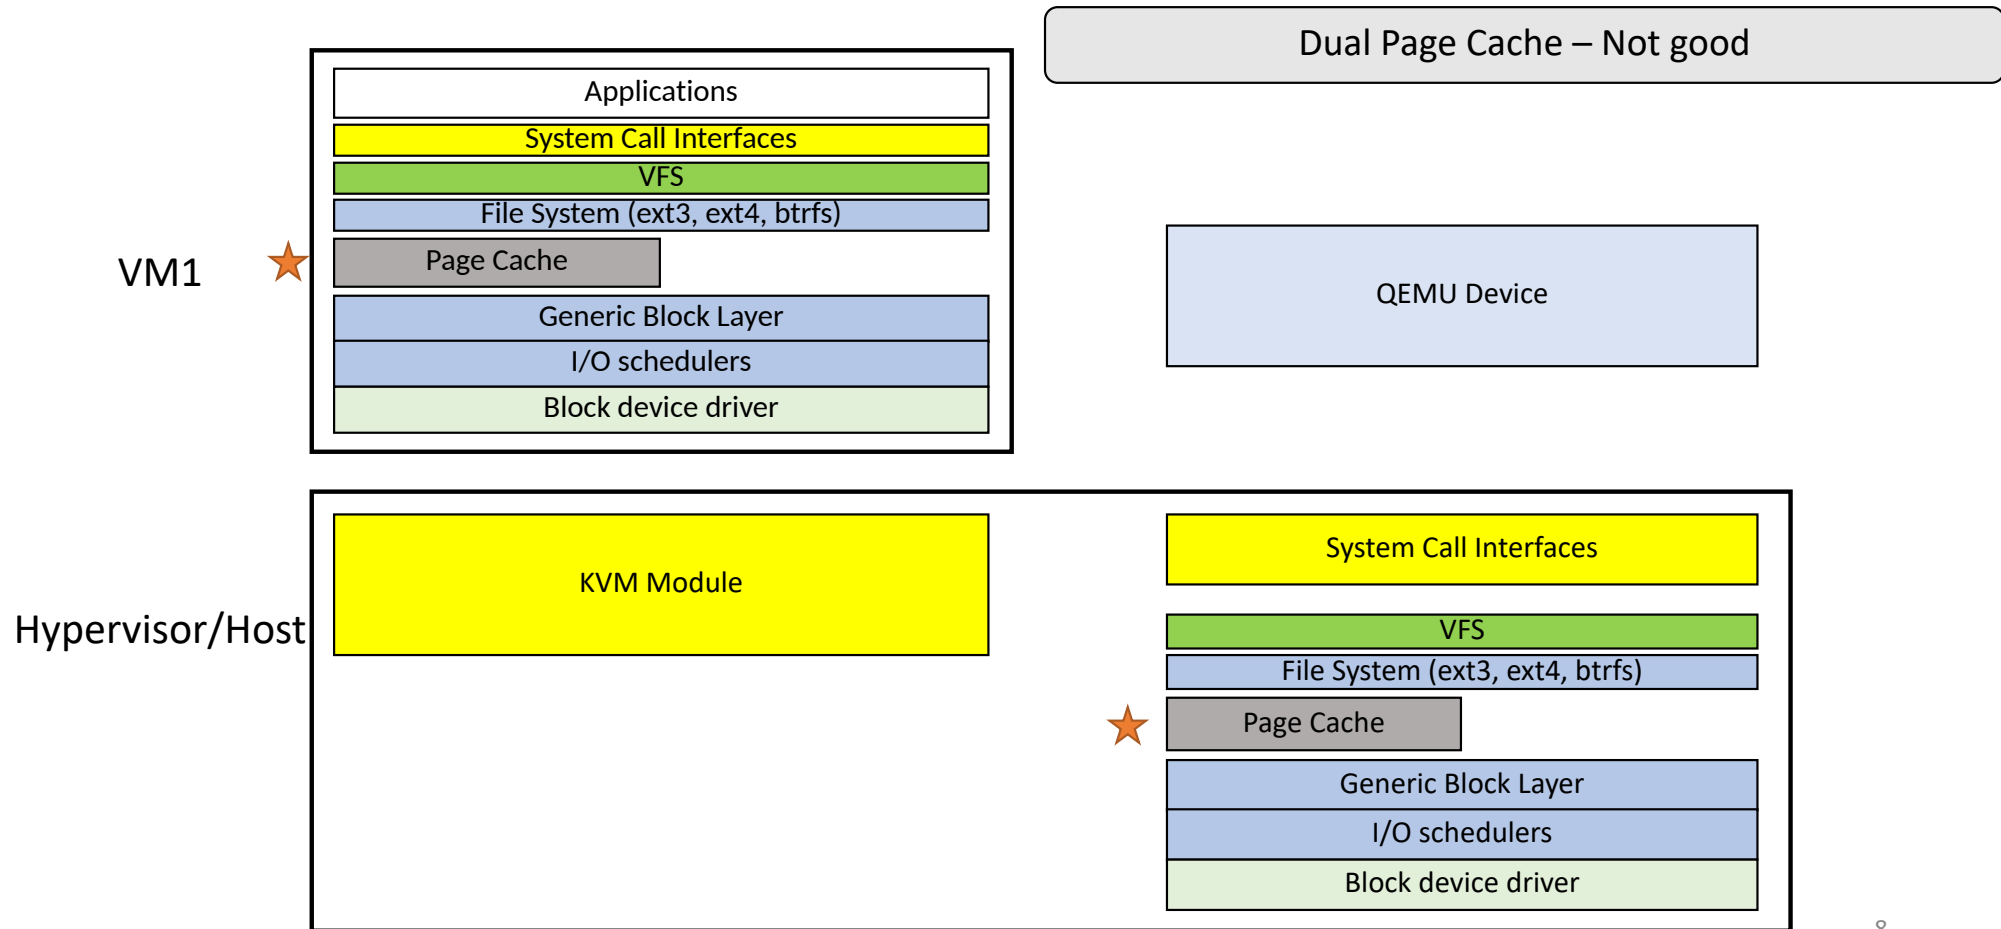 Dual Page Cache – Not good
Applications
System Call Interfaces
VFS
File System (ext3, ext4, btrfs)
VM1
Page Cache
Generic Block Layer
I/O schedulers
Block device driver
QEMU Device
Hypervisor/Host
KVM Module
System Call Interfaces
VFS
File System (ext3, ext4, btrfs)
Page Cache
Generic Block Layer
I/O schedulers
Block device driver
8